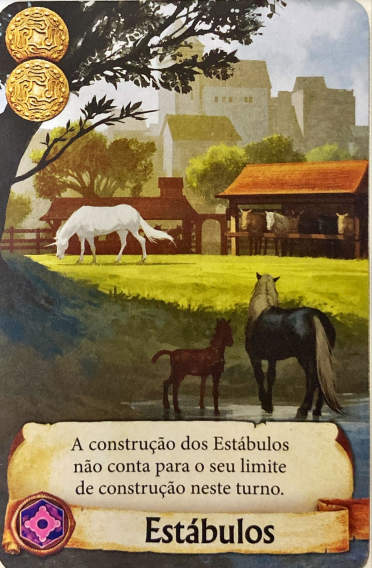 A construção dos Estábulos
não conta para o seu limite
de construção neste turno.
Estábulos